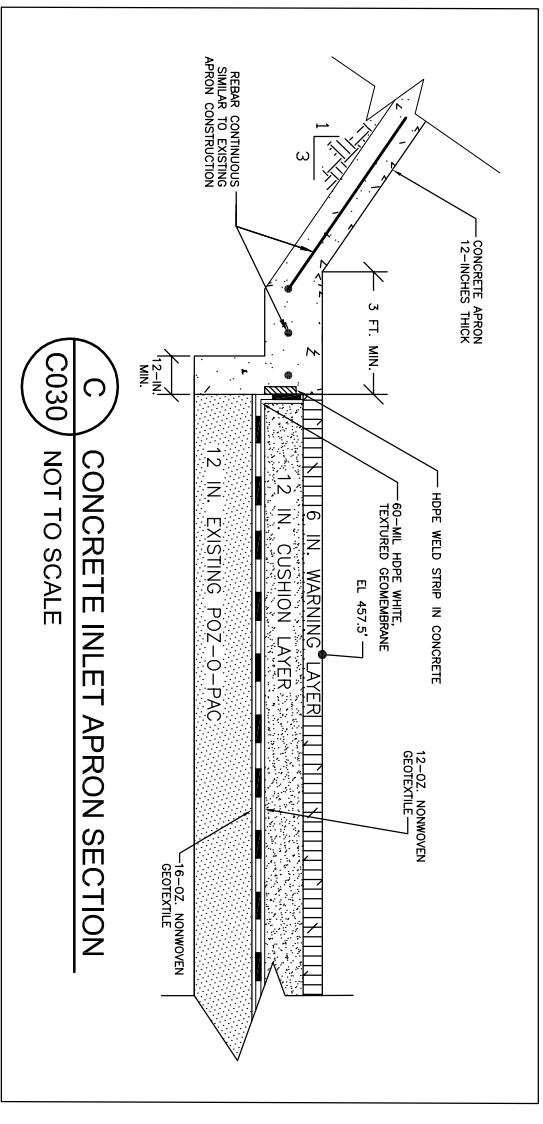 CONCRETE APRON
12-INCHES THICK
HDPE WELD STRIP IN CONCRETE
60-MIL HDPE WHITE,
TEXTURED GEOMEMBRANE
12-OZ. NONWOVEN
GEOTEXTILE
3 FT. MIN.
EL 457.5'
1
3
6 IN. WARNING LAYER
12 IN. CUSHION LAYER
12 IN. EXISTING POZ-O-PAC
REBAR CONTINUOUS
SIMILAR TO EXISTING
APRON CONSTRUCTION
12-IN.
MIN.
16-OZ. NONWOVEN
GEOTEXTILE
C
C030
CONCRETE INLET APRON SECTION
NOT TO SCALE